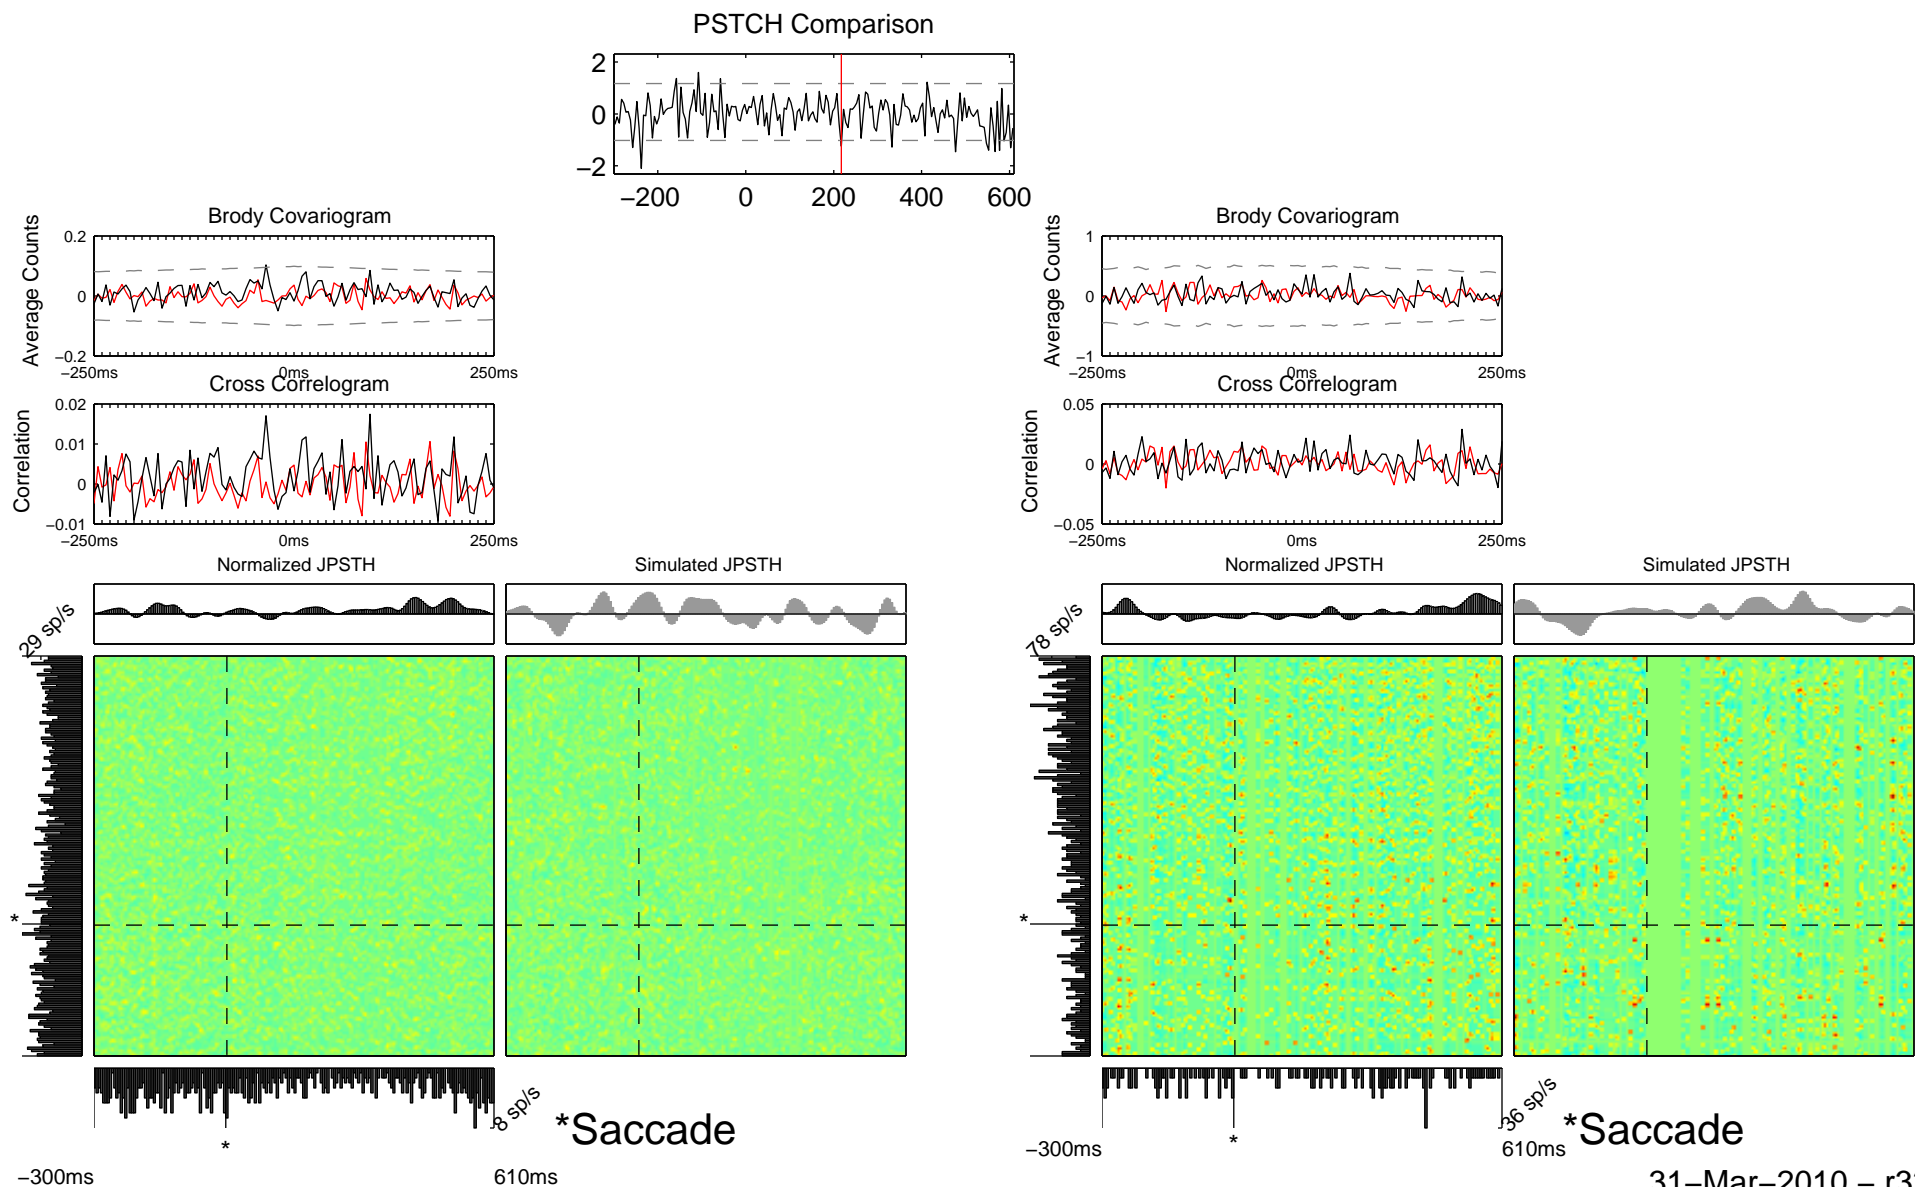 PSTCH Comparison
2
0
−2
−200 0 200 400 600
Brody Covariogram
Average Counts
0.2
0
−0.2
−250ms 0ms 250ms
Cross Correlogram
Correlation
0.02
0.01
0
−0.01
−250ms 0ms 250ms
Normalized JPSTH
Simulated JPSTH
29 sp/s
*
8 sp/s
*
*Saccade
−300ms
610ms
Brody Covariogram
Average Counts
1
0
−1
−250ms 0ms 250ms
Cross Correlogram
Correlation
0.05
0
−0.05
−250ms 0ms 250ms
Normalized JPSTH
Simulated JPSTH
78 sp/s
*
36 sp/s
*
*Saccade
−300ms
610ms
31−Mar−2010 − r3